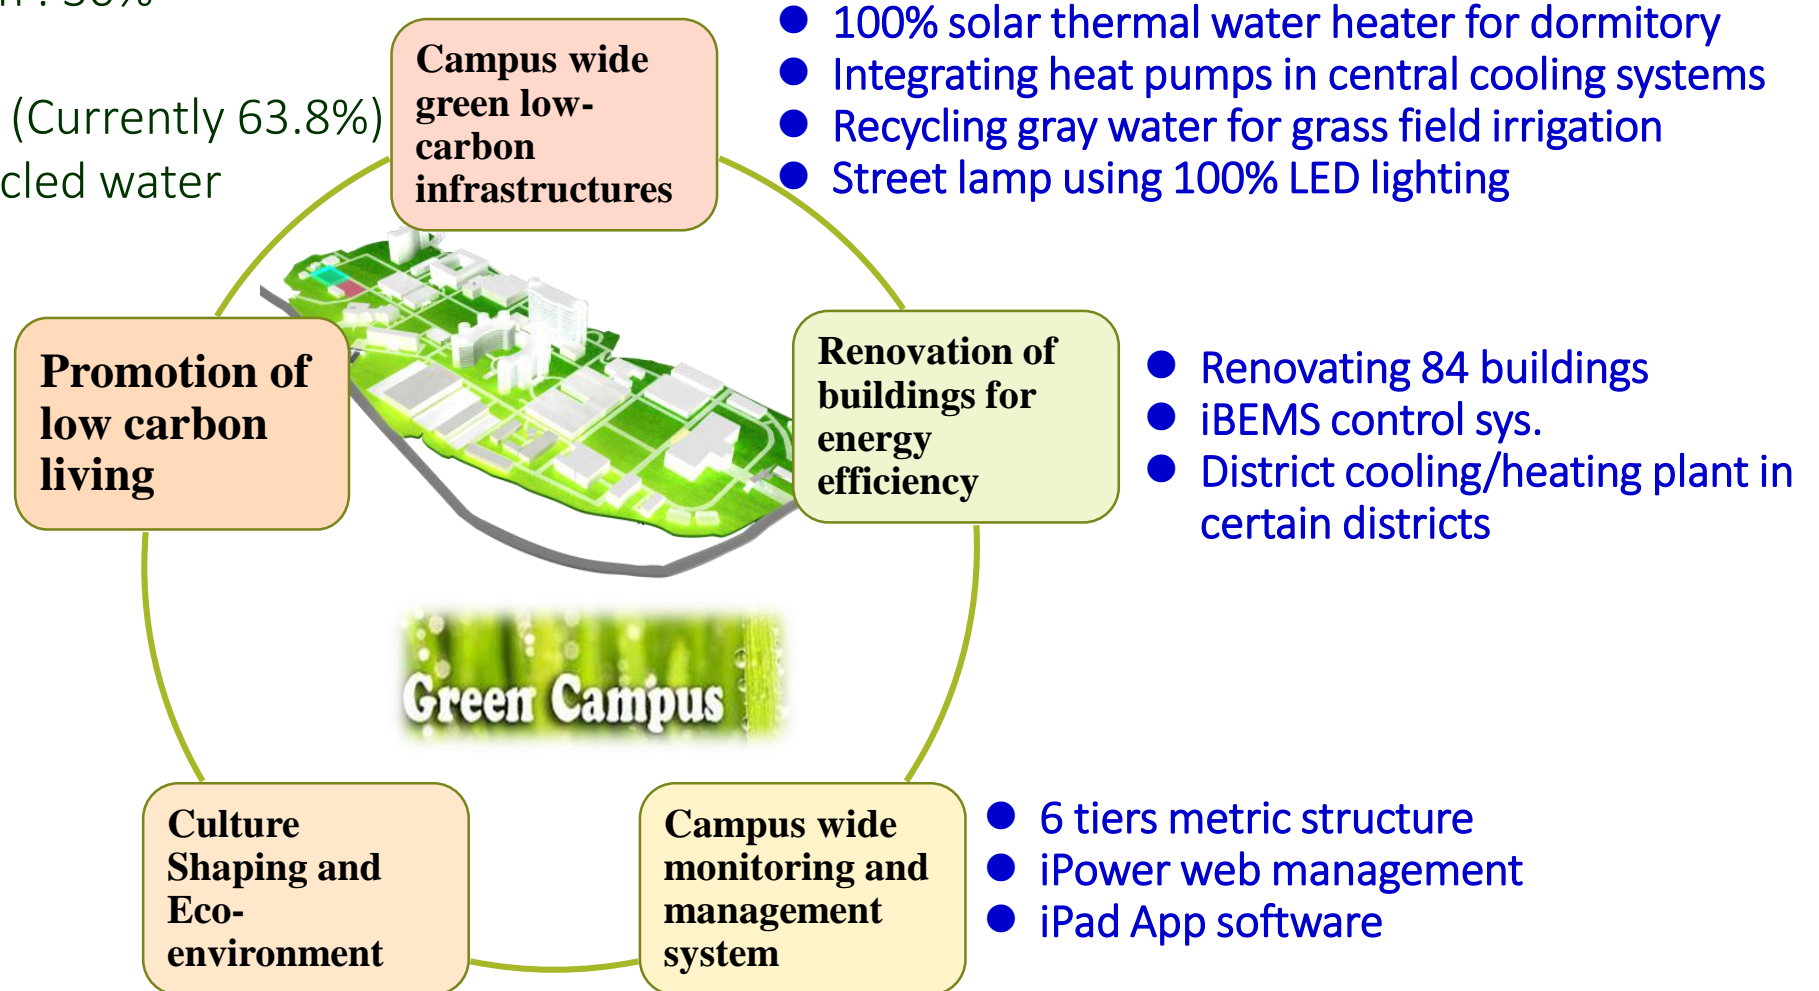 (Currently 63.8%)
water
Campus wide
green low-
carbon
infrastructures
● 100% solar thermal water heater for dormitory
● Integrating heat pumps in central cooling systems
● Recycling gray water for grass field irrigation
● Street lamp using 100% LED lighting
Promotion of
low carbon
living
Renovation of
buildings for
energy
efficiency
● Renovating 84 buildings
● iBEMS control sys.
● District cooling/heating plant in
certain districts
Green Campus
Culture
Shaping and
Eco-
environment
Campus wide
monitoring and
management
system
● 6 tiers metric structure
● iPower web management
● iPad App software